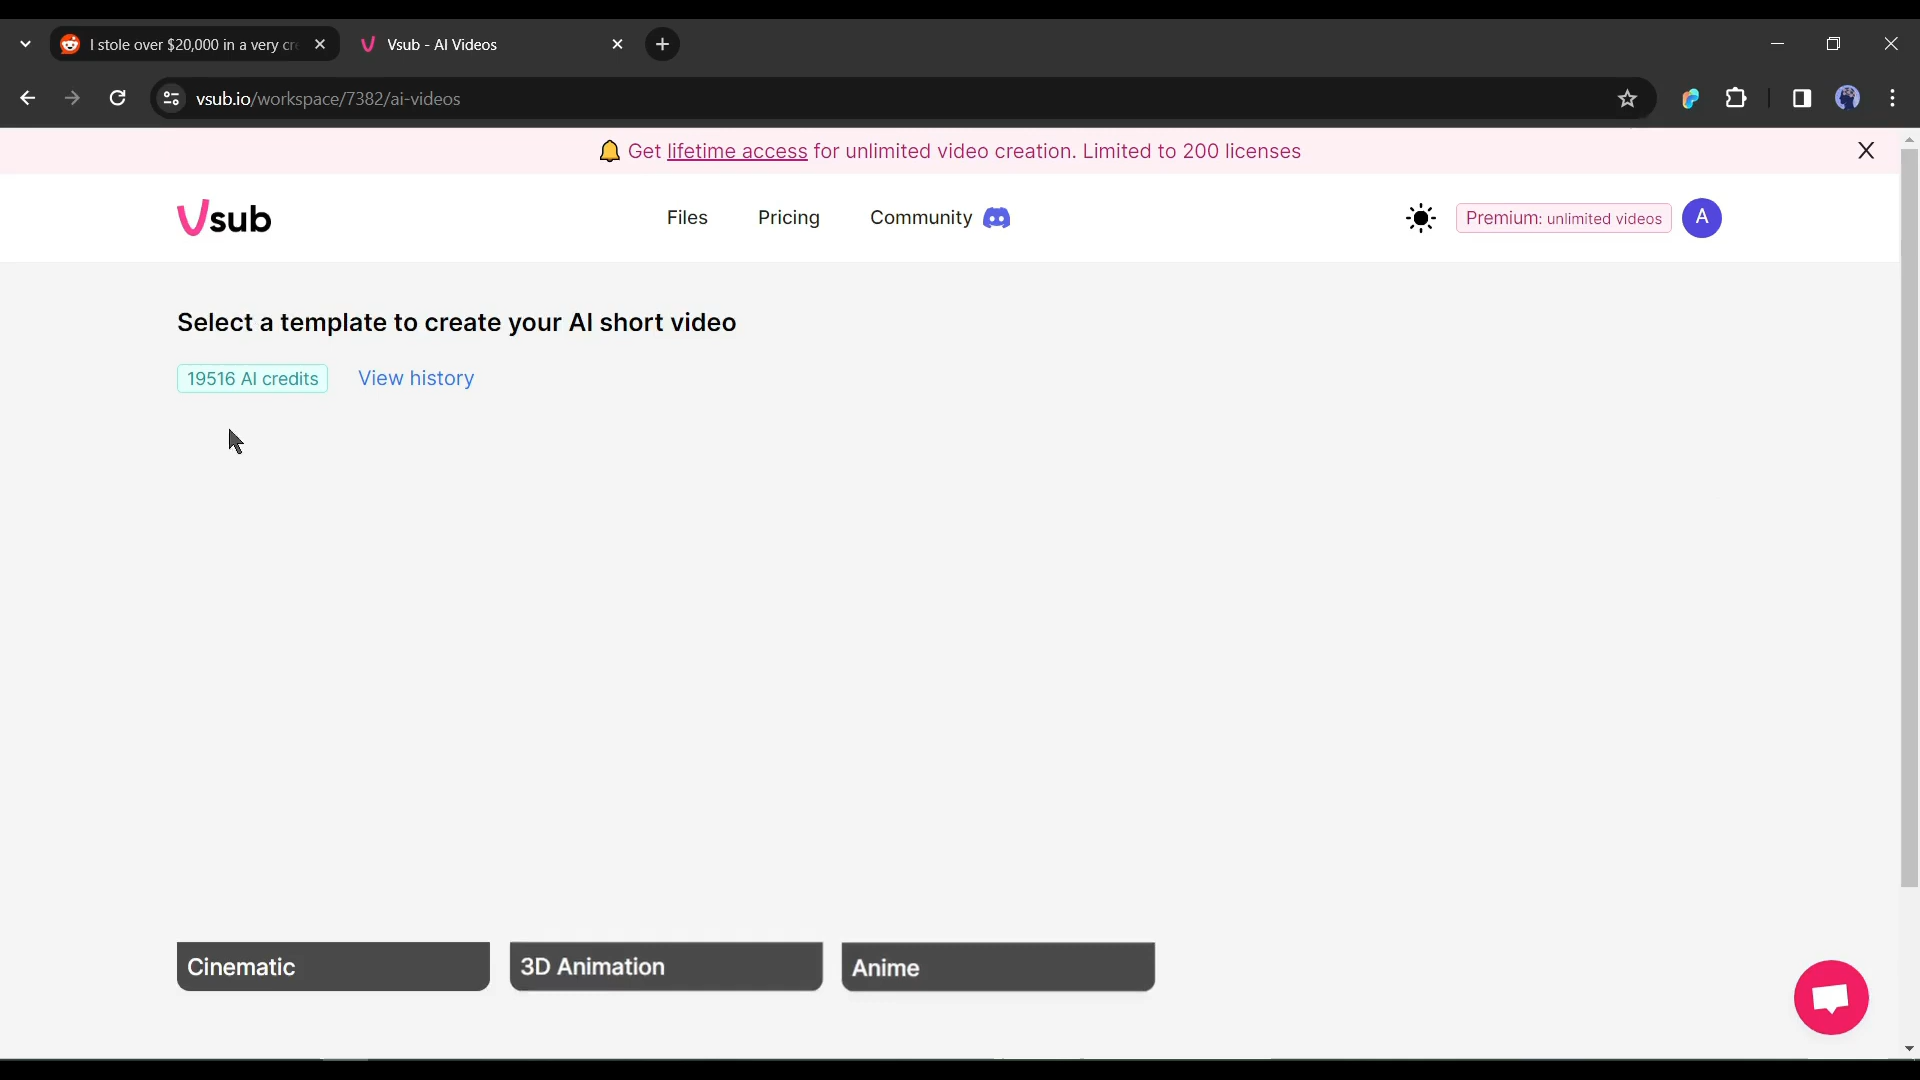 I stole over $20,000 in a very cr
Vsub - AI Videos
vsub.io/workspace/7382/ai-videos
Get lifetime access for unlimited video creation. Limited to 200 licenses
Vsub
Files
Pricing
Community
Premium: unlimited videos
A
Select a template to create your AI short video
19516 AI credits
View history
Cinematic
3D Animation
Anime